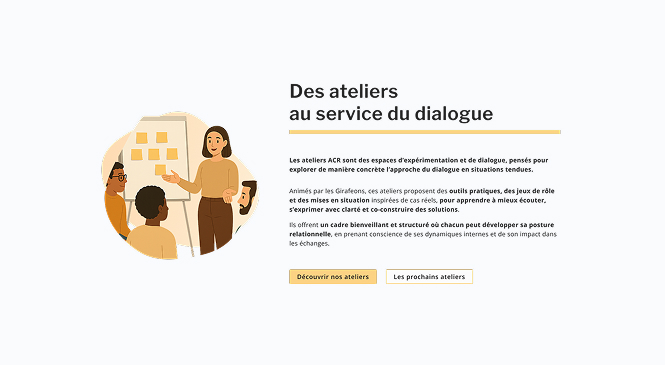 Des ateliers
au service du dialogue
Les ateliers ACR sont des espaces d'expérimentation et de dialogue, pensés pour
explorer de manière concrète l'approche du dialogue en situations tendues.
Animés par les Girafeons, ces ateliers proposent des outils pratiques, des jeux de rôle
et des mises en situation inspirées de cas réels, pour apprendre à mieux écouter,
s'exprimer avec clarté et co-construire des solutions.
Ils offrent un cadre bienveillant et structuré où chacun peut développer sa posture
relationnelle, en prenant conscience de ses dynamiques internes et de son impact dans
les échanges.
Découvrir nos ateliers
Les prochains ateliers